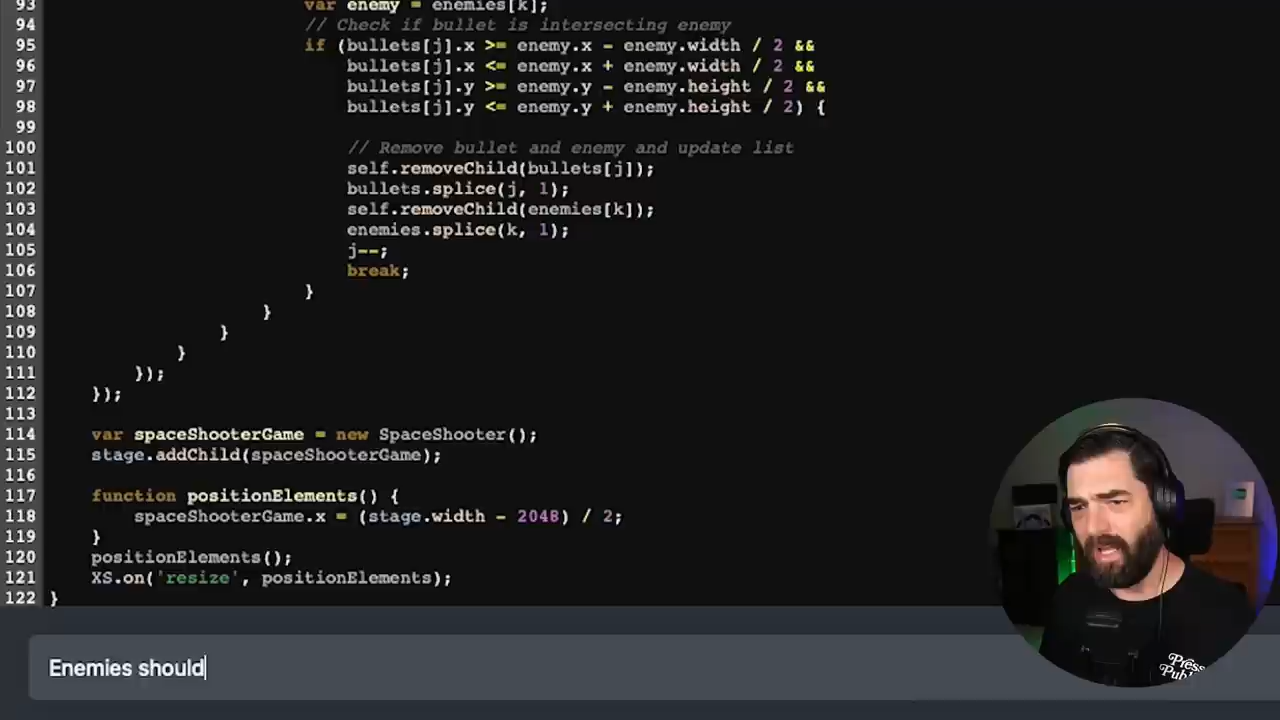 93 var enemy = enemies[k];
94 // Check if bullet is intersecting enemy
95 if (bullets[j].x >= enemy.x - enemy.width / 2 &&
96 bullets[j].x <= enemy.x + enemy.width / 2 &&
97 bullets[j].y >= enemy.y - enemy.height / 2 &&
98 bullets[j].y <= enemy.y + enemy.height / 2) {
99
100 // Remove bullet and enemy and update list
101 self.removeChild(bullets[j]);
102 bullets.splice(j, 1);
103 self.removeChild(enemies[k]);
104 enemies.splice(k, 1);
105 j--;
106 break;
107 }
108 }
109 }
110 }
111 });
112 });
113
114 var spaceShooterGame = new SpaceShooter();
115 stage.addChild(spaceShooterGame);
116
117 function positionElements() {
118 spaceShooterGame.x = (stage.width - 2048) / 2;
119 }
120 positionElements();
121 XS.on('resize', positionElements);
122 }
Enemies should
Press
Publ